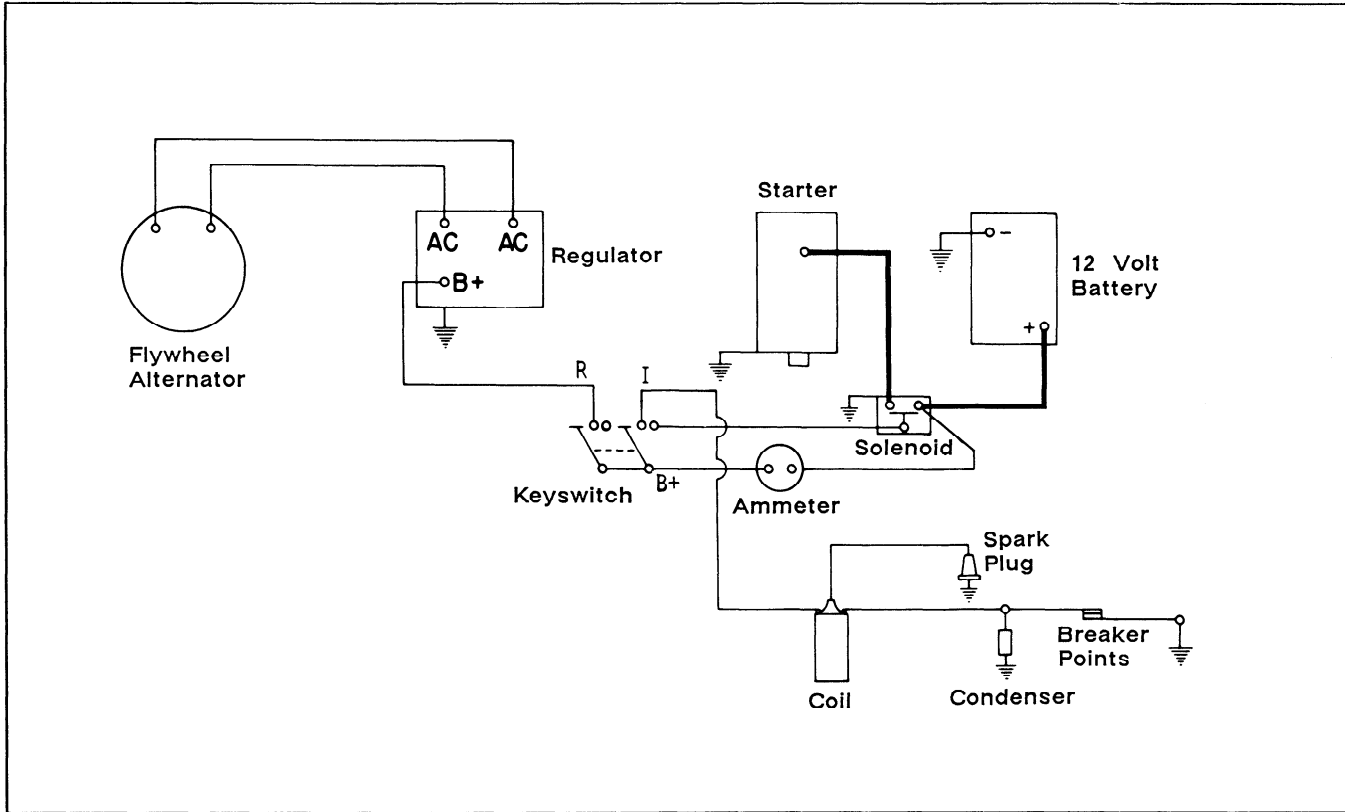 Starter
AC AC
Regulator
B+
-
12 Volt
Battery
+
Flywheel
Alternator
R I
Solenoid
B+
Keyswitch
Ammeter
Spark
Plug
Breaker
Points
Coil
Condenser